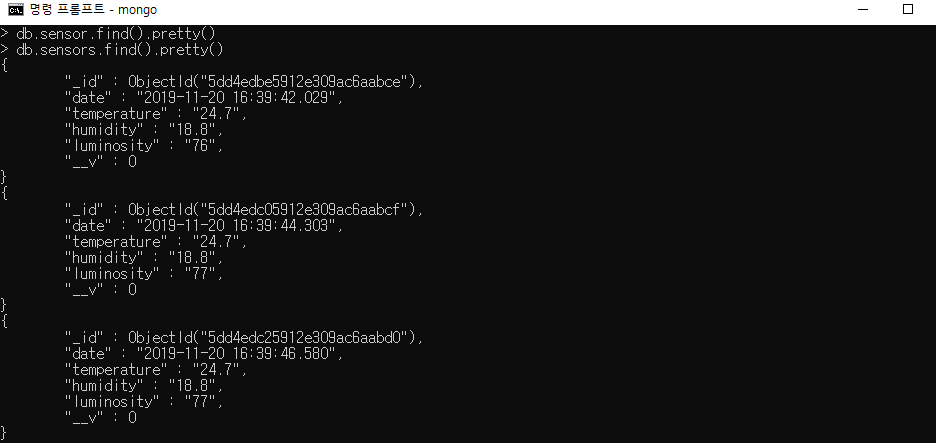 명령 프롬프트 - mongo
> db.sensor.find().pretty()
> db.sensors.find().pretty()
{
        "_id" : ObjectId("5dd4edbe5912e309ac6aabce"),
        "date" : "2019-11-20 16:39:42.029",
        "temperature" : "24.7",
        "humidity" : "18.8",
        "luminosity" : "76",
        "__v" : 0
}
{
        "_id" : ObjectId("5dd4edc05912e309ac6aabcf"),
        "date" : "2019-11-20 16:39:44.303",
        "temperature" : "24.7",
        "humidity" : "18.8",
        "luminosity" : "77",
        "__v" : 0
}
{
        "_id" : ObjectId("5dd4edc25912e309ac6aabd0"),
        "date" : "2019-11-20 16:39:46.580",
        "temperature" : "24.7",
        "humidity" : "18.8",
        "luminosity" : "77",
        "__v" : 0
}